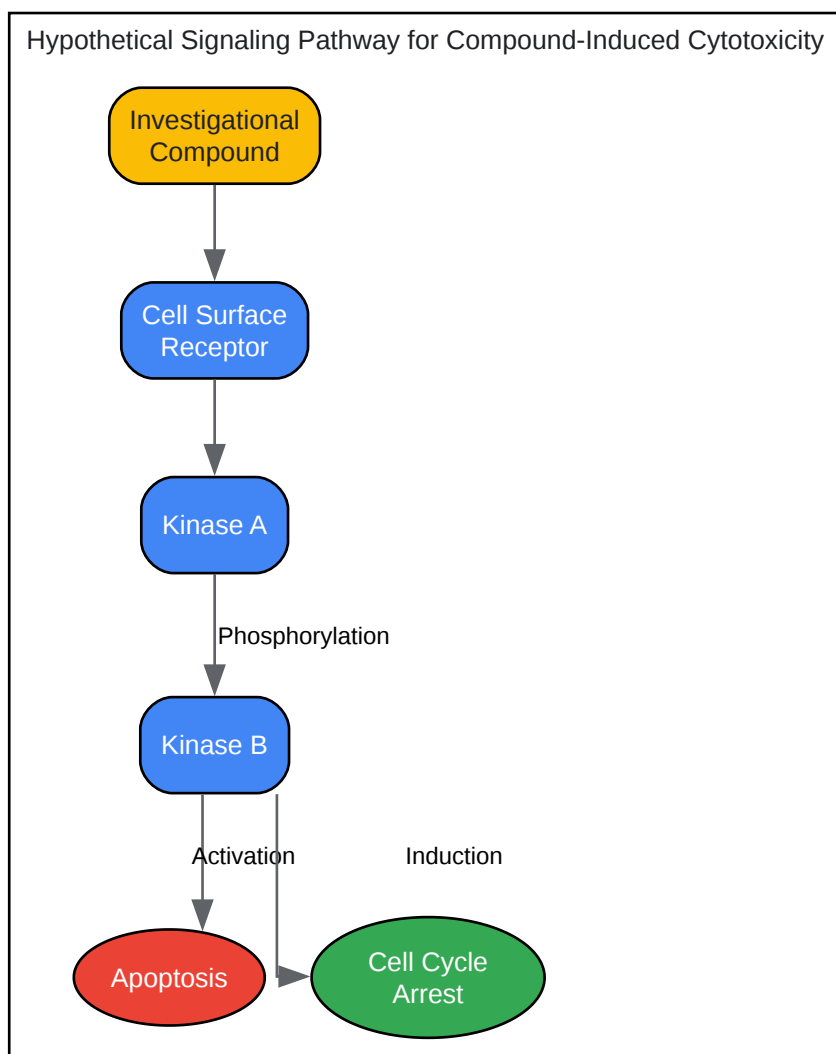 Hypothetical Signaling Pathway for Compound-Induced Cytotoxicity
Investigational
Compound
Cell Surface
Receptor
Kinase A
Phosphorylation
Kinase B
Activation
Induction
Apoptosis
Cell Cycle
Arrest